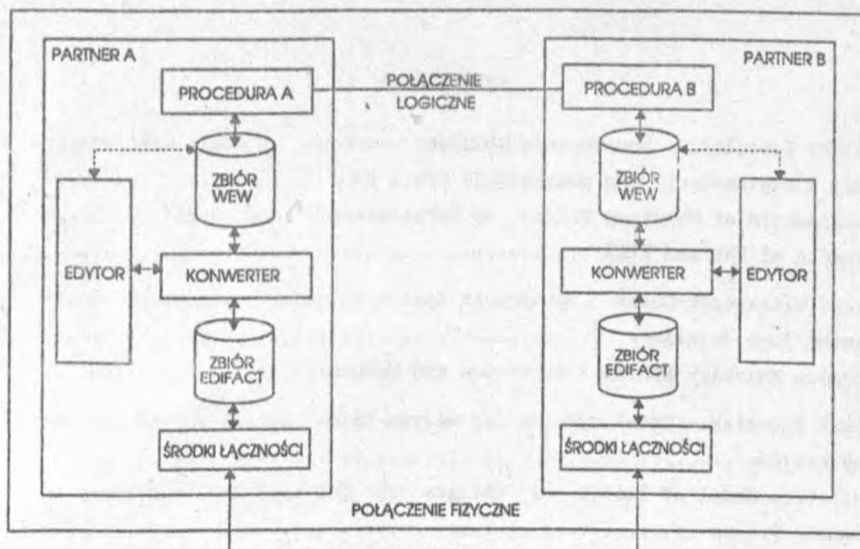 PARTNER A
PROCEDURA A
ZBIÓR
WEW
EDYTOR
KONWERTER
ZBIÓR
EDIFACT
ŚRODKI ŁĄCZNOŚCI
POŁĄCZENIE
LOGICZNE
PARTNER B
PROCEDURA B
ZBIÓR
WEW
KONWERTER
EDYTOR
ZBIÓR
EDIFACT
ŚRODKI ŁĄCZNOŚCI
POŁĄCZENIE FIZYCZNE